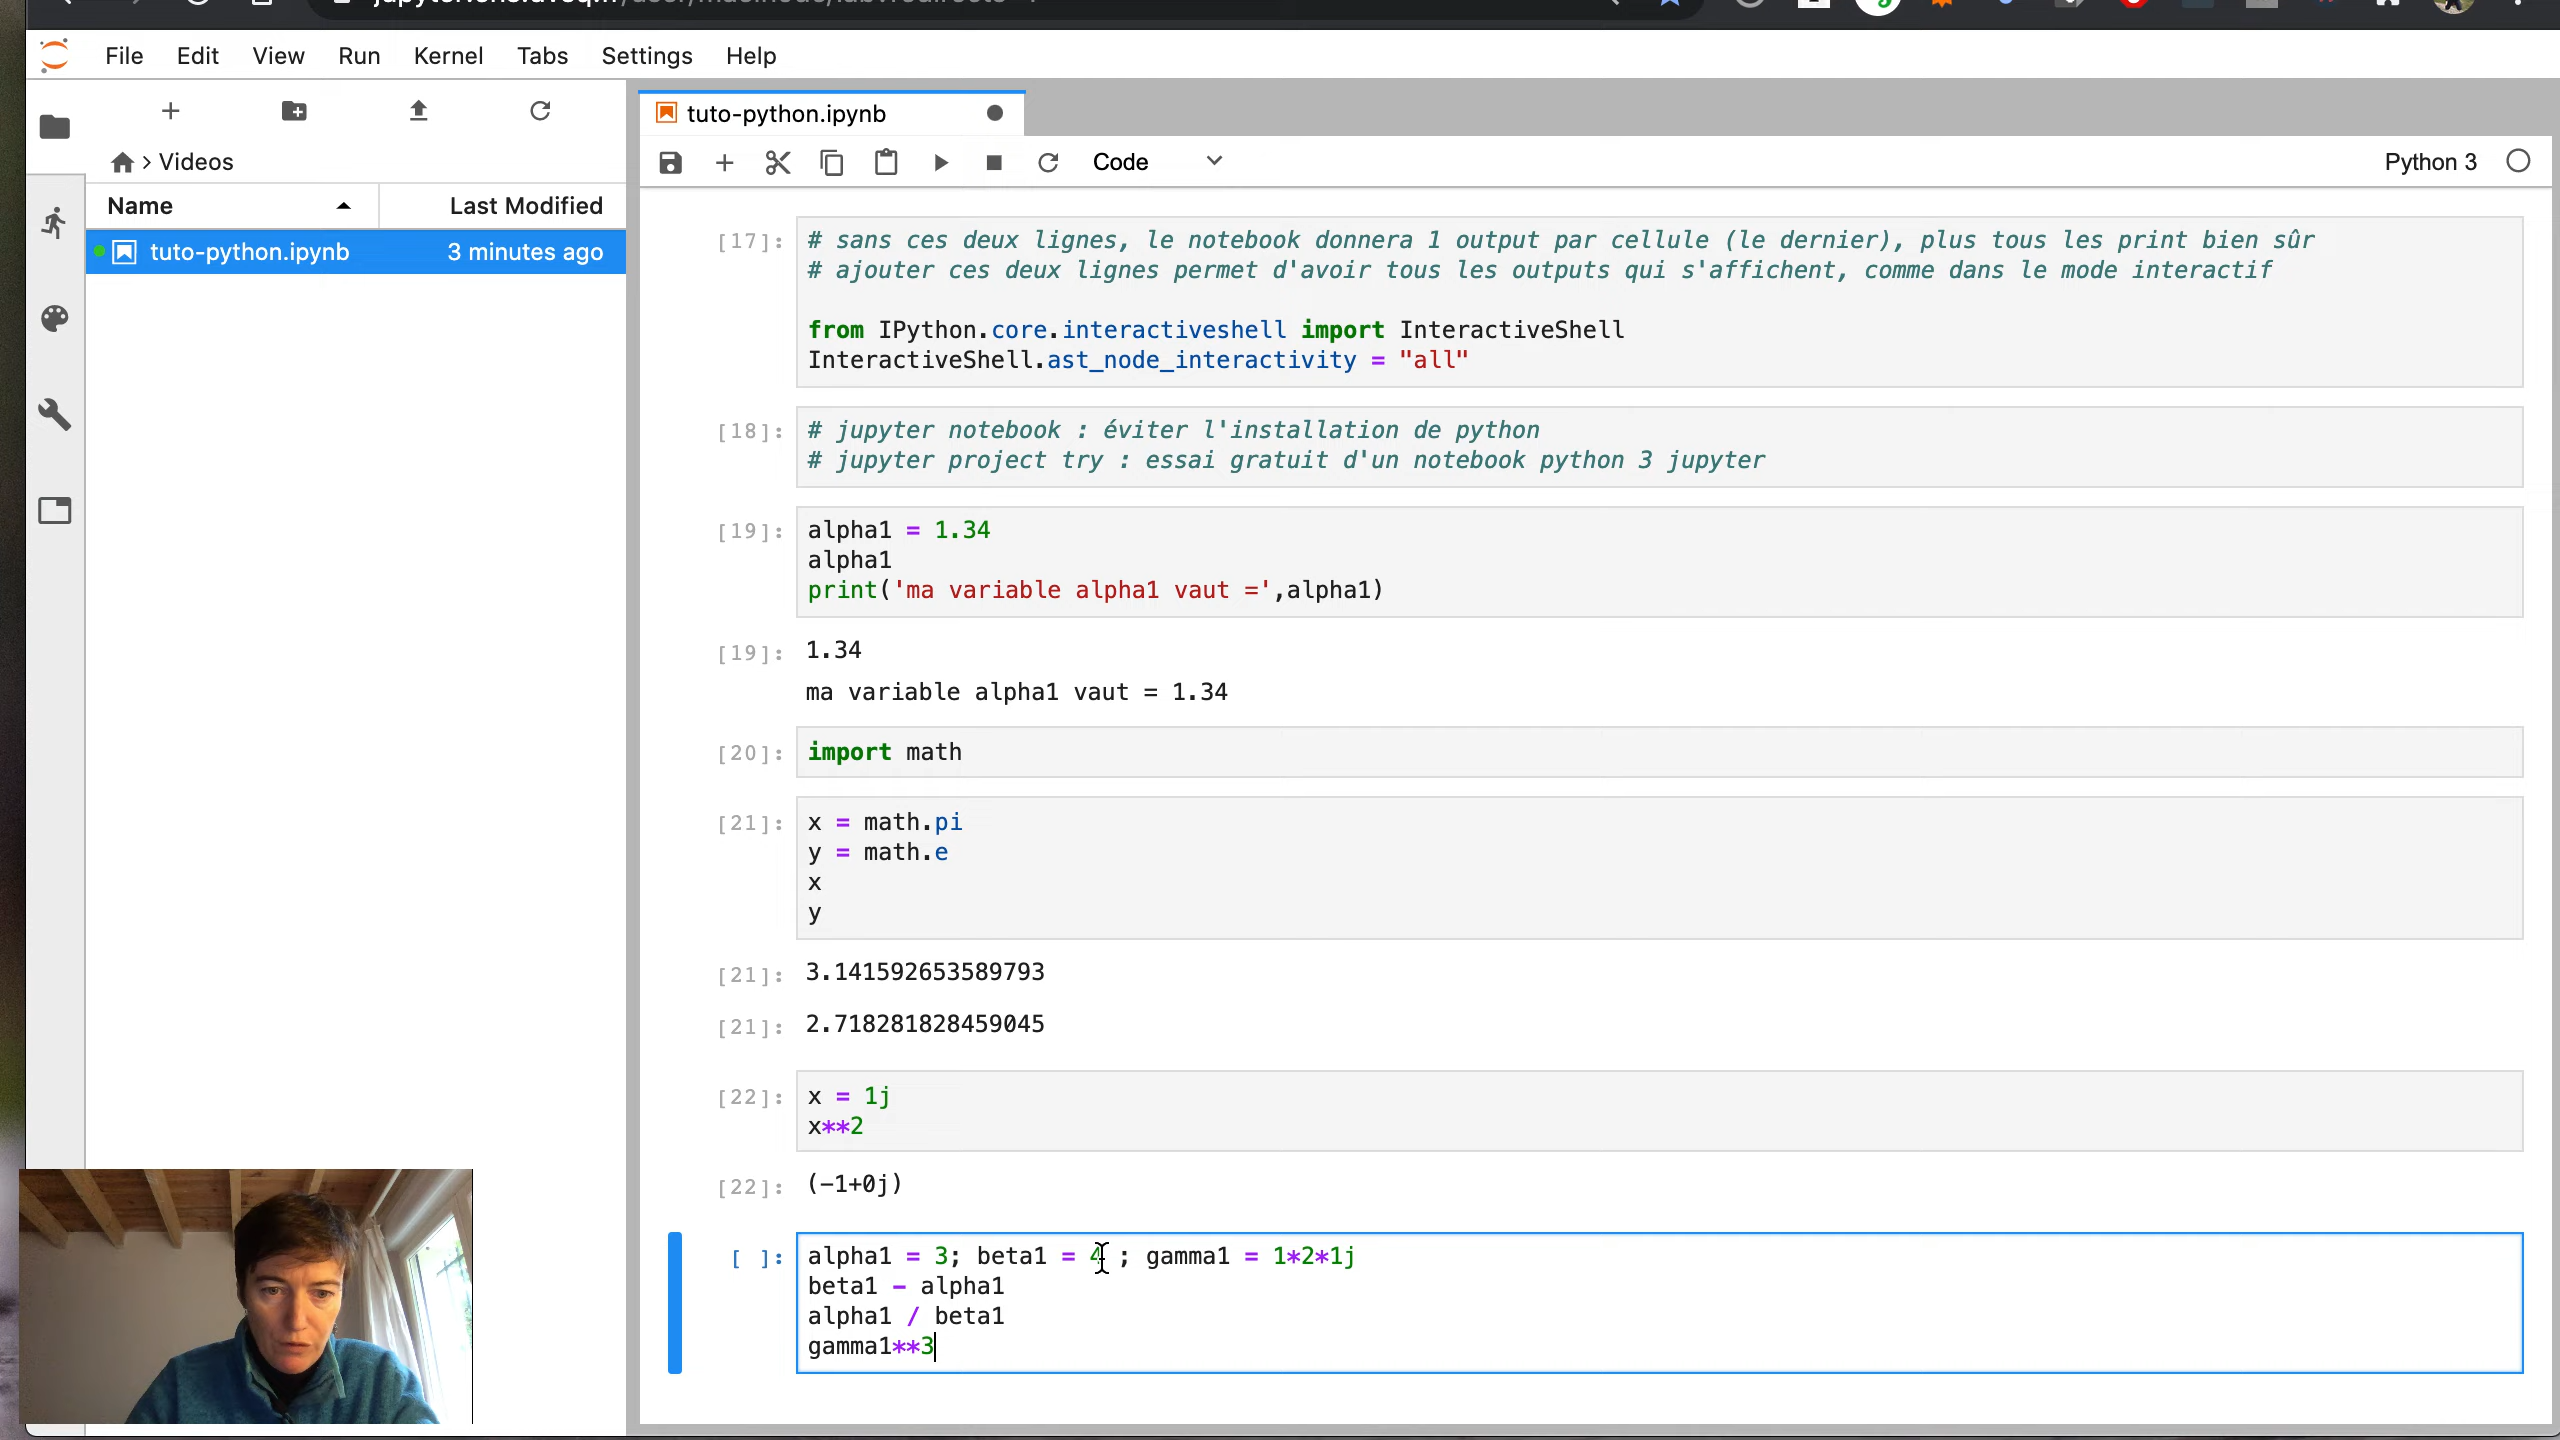 File Edit View Run Kernel Tabs Settings Help
tuto-python.ipynb
Code
Python 3
Videos
Name Last Modified
tuto-python.ipynb 3 minutes ago
[17]: # sans ces deux lignes, le notebook donnera 1 output par cellule (le dernier), plus tous les print bien sûr
# ajouter ces deux lignes permet d'avoir tous les outputs qui s'affichent, comme dans le mode interactif
from IPython.core.interactiveshell import InteractiveShell
InteractiveShell.ast_node_interactivity = "all"
[18]: # jupyter notebook : éviter l'installation de python
# jupyter project try : essai gratuit d'un notebook python 3 jupyter
[19]: alpha1 = 1.34
alpha1
print('ma variable alpha1 vaut =',alpha1)
[19]: 1.34
ma variable alpha1 vaut = 1.34
[20]: import math
[21]: x = math.pi
y = math.e
x
y
[21]: 3.141592653589793
[21]: 2.718281828459045
[22]: x = 1j
x**2
[22]: (-1+0j)
[ ]: alpha1 = 3; beta1 = 4 ; gamma1 = 1*2*1j
beta1 - alpha1
alpha1 / beta1
gamma1**3